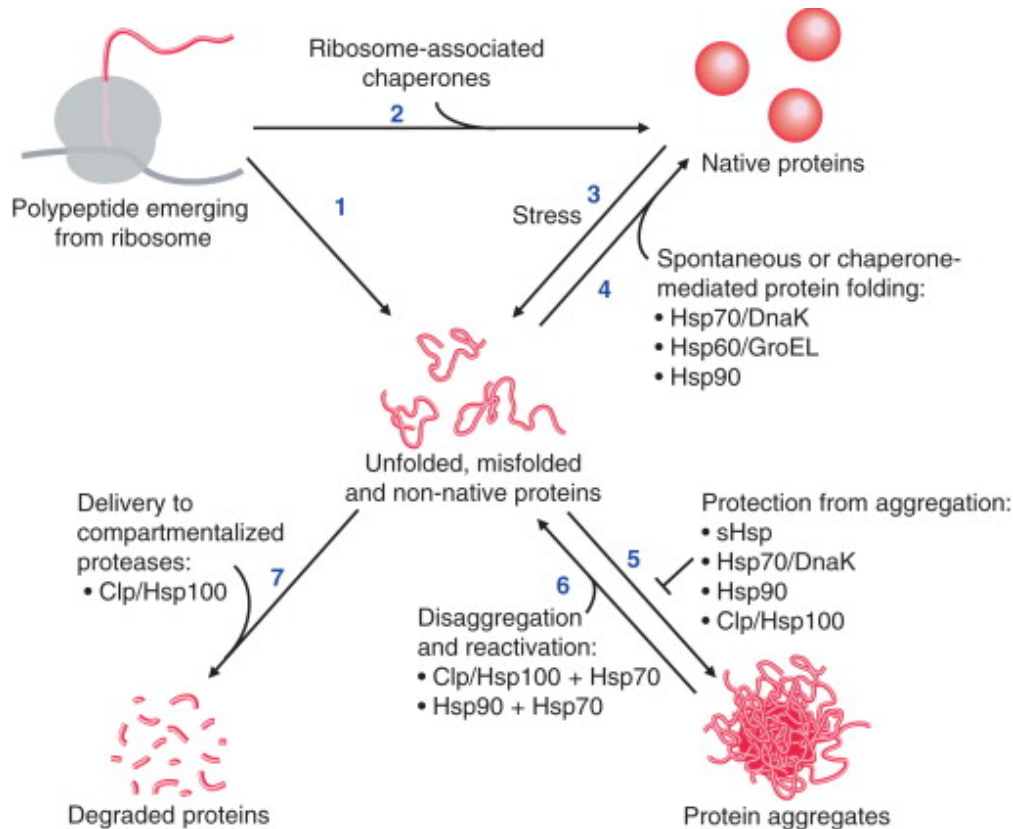 Ribosome-associated
chaperones
2
Native proteins
Polypeptide emerging
from ribosome
1
3
Stress
4
Spontaneous or chaperone-
mediated protein folding:
• Hsp70/DnaK
• Hsp60/GroEL
• Hsp90
Unfolded, misfolded
and non-native proteins
Delivery to
compartmentalized
proteases:
• Clp/Hsp100
7
5
Protection from aggregation:
• sHsp
• Hsp70/DnaK
• Hsp90
• Clp/Hsp100
6
Disaggregation
and reactivation:
• Clp/Hsp100 + Hsp70
• Hsp90 + Hsp70
Degraded proteins
Protein aggregates